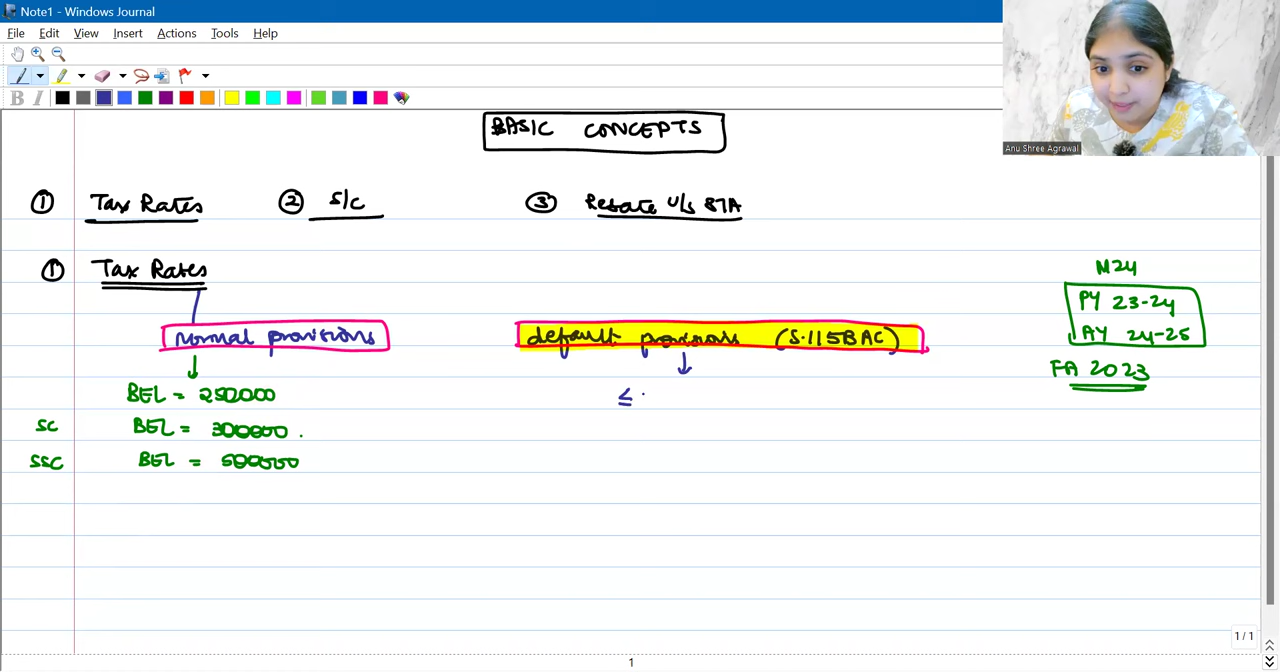 Note1 - Windows Journal
File Edit View Insert Actions Tools Help
B I
Anu Shree Agrawal
BASIC CONCEPTS
① Tax Rates ② S/C ③ Rebate U/s 87A
① Tax Rates
M24
PY 23-24
AY 24-25
FA 2023
normal provisions default provisions (S.115BAC)
BEL = 250000 ≤
SC BEL = 300000
SSC BEL = 500000
1 / 1
1